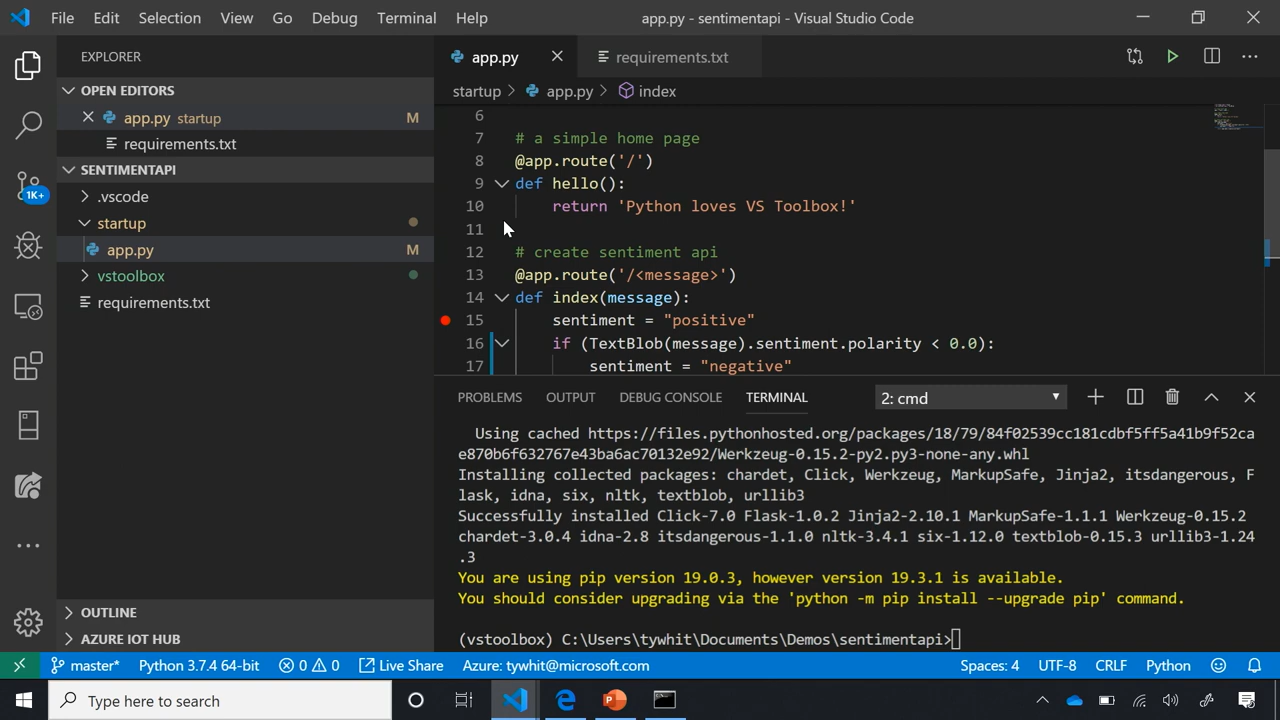 File Edit Selection View Go Debug Terminal Help app.py - sentimentapi - Visual Studio Code
EXPLORER
OPEN EDITORS
app.py startup M
requirements.txt
SENTIMENTAPI
.vscode
startup
app.py M
vstoolbox
requirements.txt
OUTLINE
AZURE IOT HUB
1K+
app.py requirements.txt
startup > app.py > index
6
7 # a simple home page
8 @app.route('/')
9 def hello():
10 return 'Python loves VS Toolbox!'
11
12 # create sentiment api
13 @app.route('/<message>')
14 def index(message):
15 sentiment = "positive"
16 if (TextBlob(message).sentiment.polarity < 0.0):
17 sentiment = "negative"
PROBLEMS OUTPUT DEBUG CONSOLE TERMINAL 2: cmd
Using cached https://files.pythonhosted.org/packages/18/79/84f02539cc181cdbf5ff5a41b9f52ca
e870b6f632767e43ba6ac70132e92/Werkzeug-0.15.2-py2.py3-none-any.whl
Installing collected packages: chardet, Click, Werkzeug, MarkupSafe, Jinja2, itsdangerous, F
lask, idna, six, nltk, textblob, urllib3
Successfully installed Click-7.0 Flask-1.0.2 Jinja2-2.10.1 MarkupSafe-1.1.1 Werkzeug-0.15.2
chardet-3.0.4 idna-2.8 itsdangerous-1.1.0 nltk-3.4.1 six-1.12.0 textblob-0.15.3 urllib3-1.24
.3
You are using pip version 19.0.3, however version 19.3.1 is available.
You should consider upgrading via the 'python -m pip install --upgrade pip' command.
(vstoolbox) C:\Users\tywhit\Documents\Demos\sentimentapi>
master* Python 3.7.4 64-bit 0 0 Live Share Azure: tywhit@microsoft.com Spaces: 4 UTF-8 CRLF Python
Type here to search